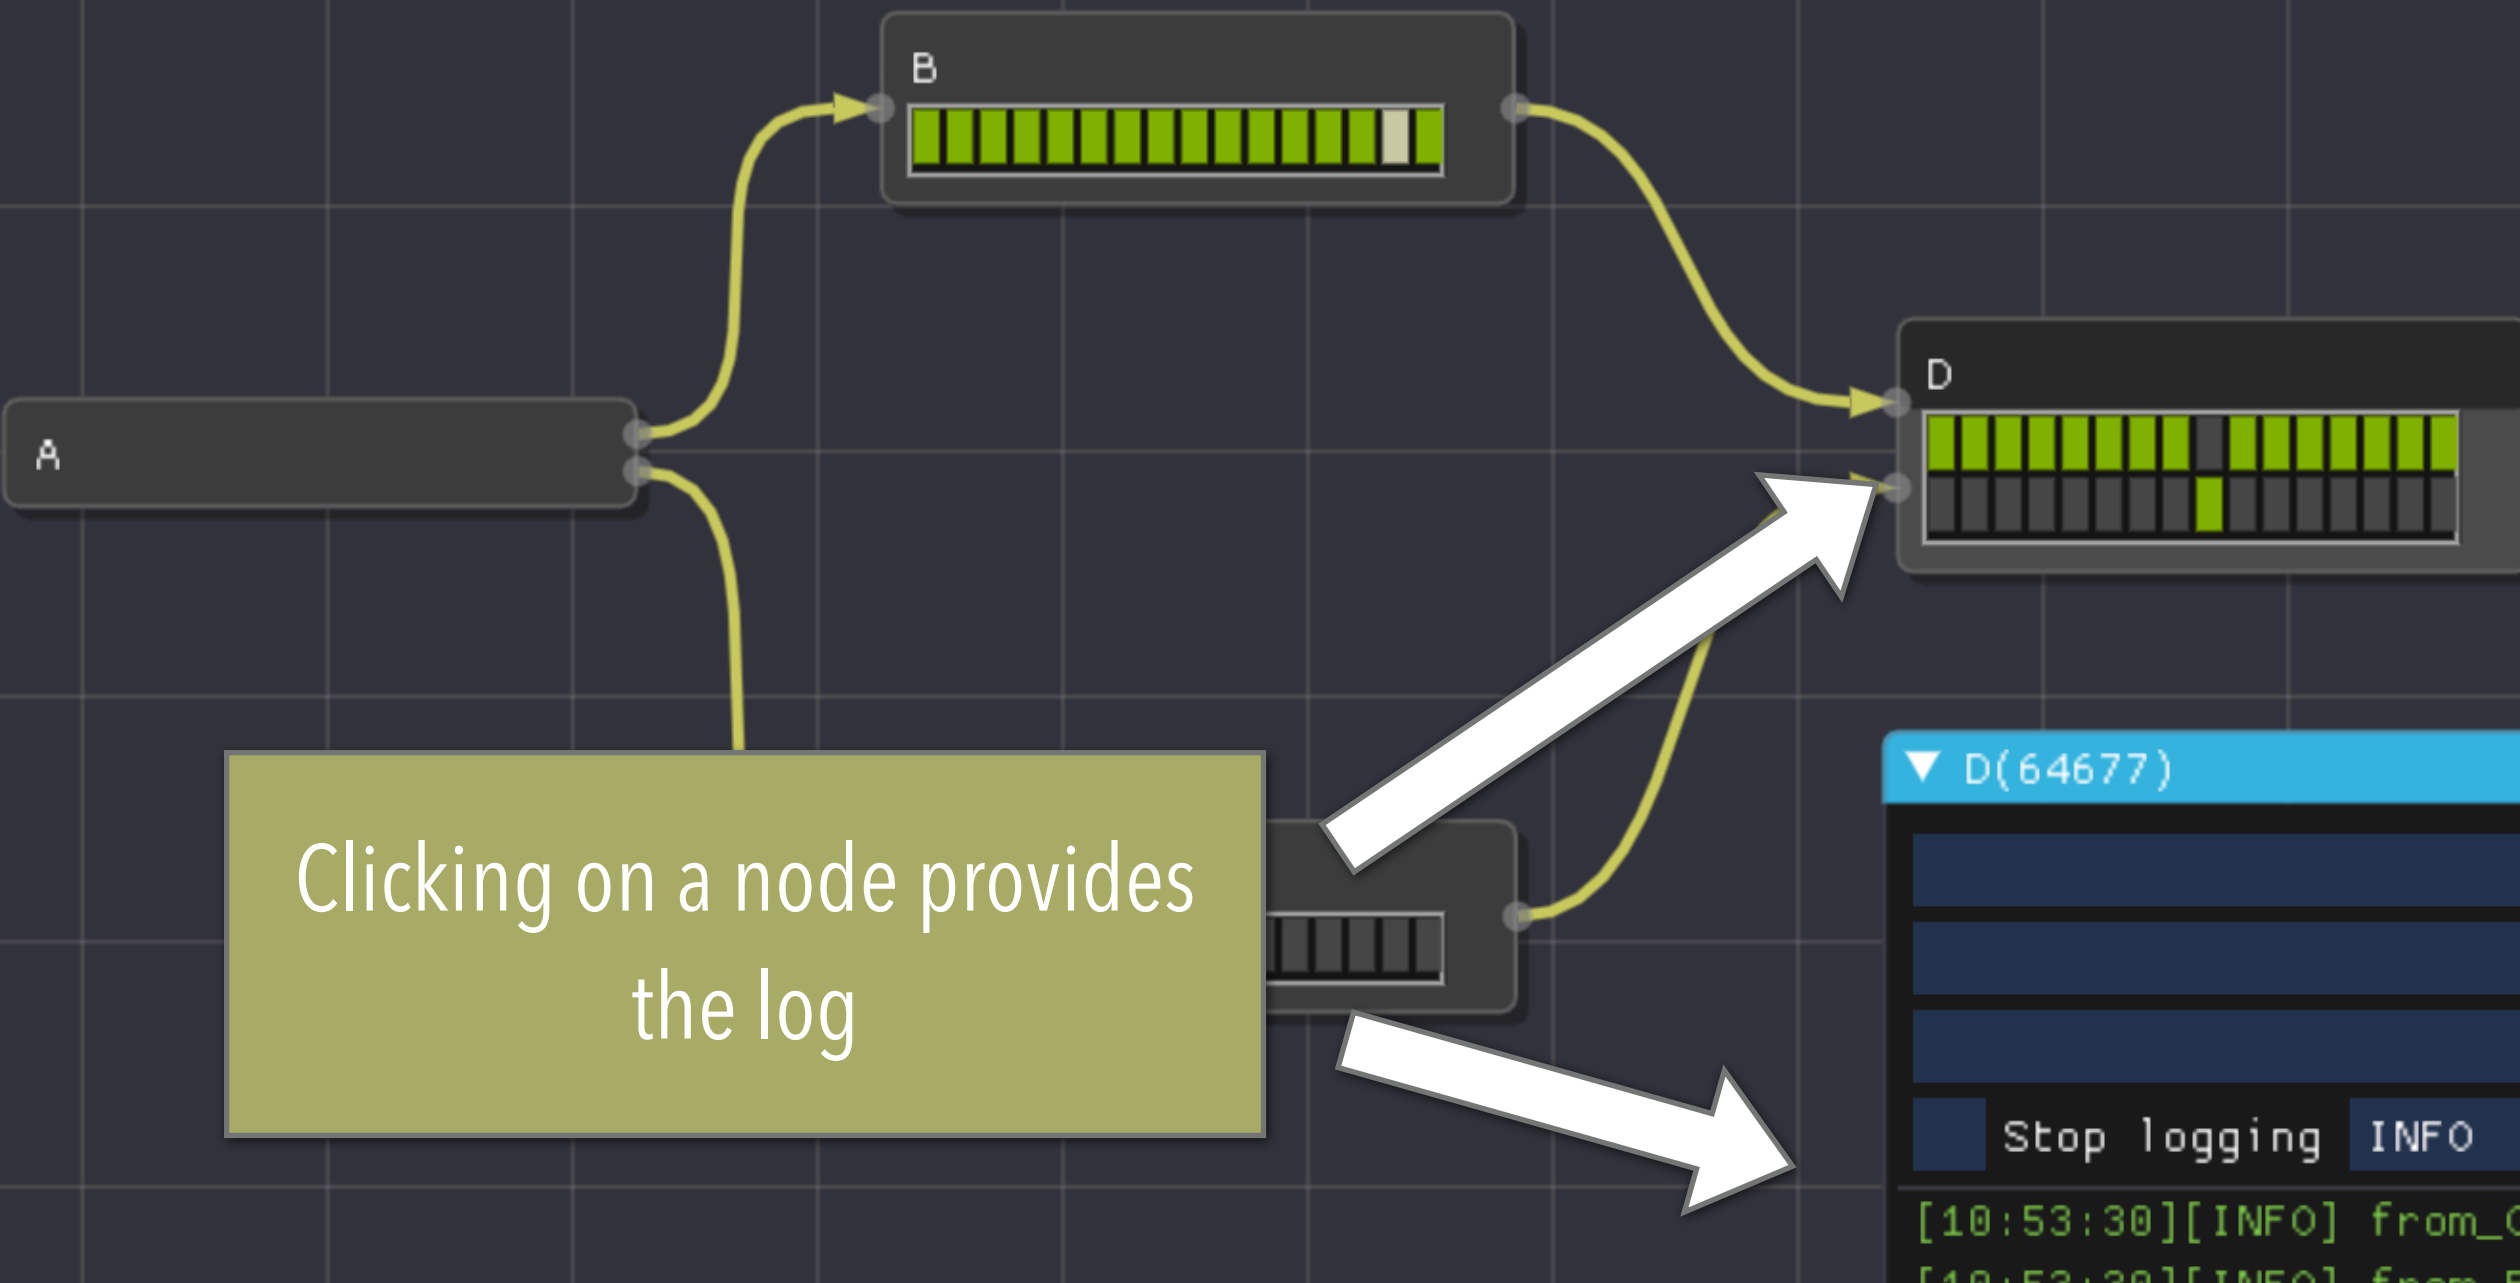 B
D
A
D(64677)
Clicking on a node provides
the log
Stop logging INFO
[10:53:30][INFO]